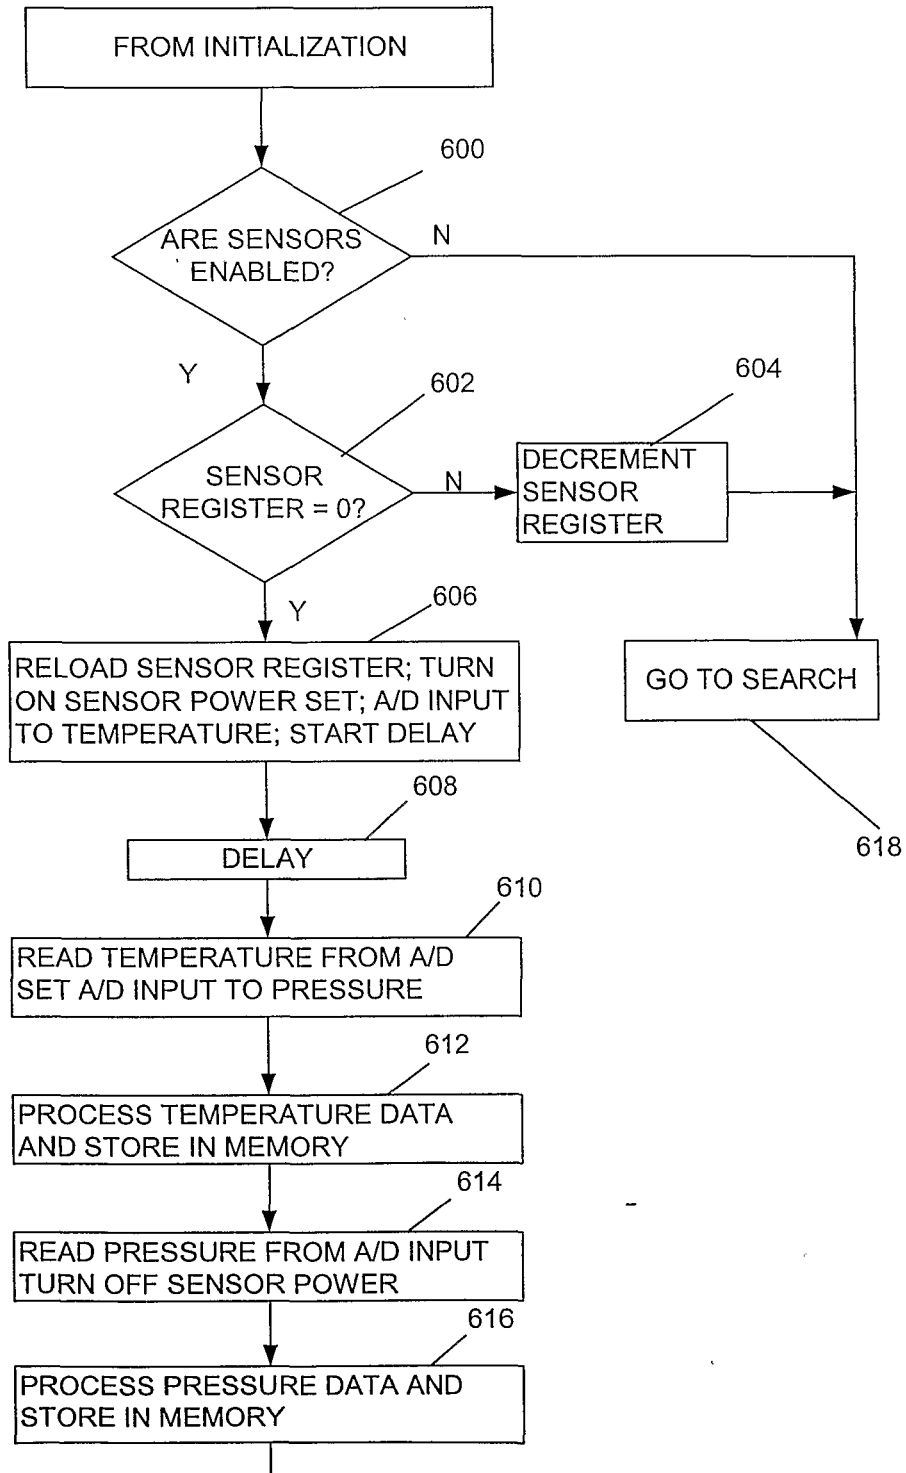 FROM INITIALIZATION
600
ARE SENSORS
ENABLED?
N
Y
602
604
SENSOR
REGISTER = 0?
N
DECREMENT
SENSOR
REGISTER
Y
606
RELOAD SENSOR REGISTER; TURN
ON SENSOR POWER SET; A/D INPUT
TO TEMPERATURE; START DELAY
GO TO SEARCH
608
618
DELAY
610
READ TEMPERATURE FROM A/D
SET A/D INPUT TO PRESSURE
612
PROCESS TEMPERATURE DATA
AND STORE IN MEMORY
614
READ PRESSURE FROM A/D INPUT
TURN OFF SENSOR POWER
616
PROCESS PRESSURE DATA AND
STORE IN MEMORY